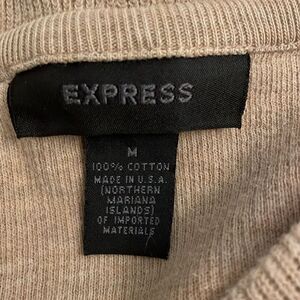 EXPRESS
M
100% COTTON
MADE IN U.S.A.
(NORTHERN
MARIANA
ISLANDS)
OF IMPORTED
MATERIALS